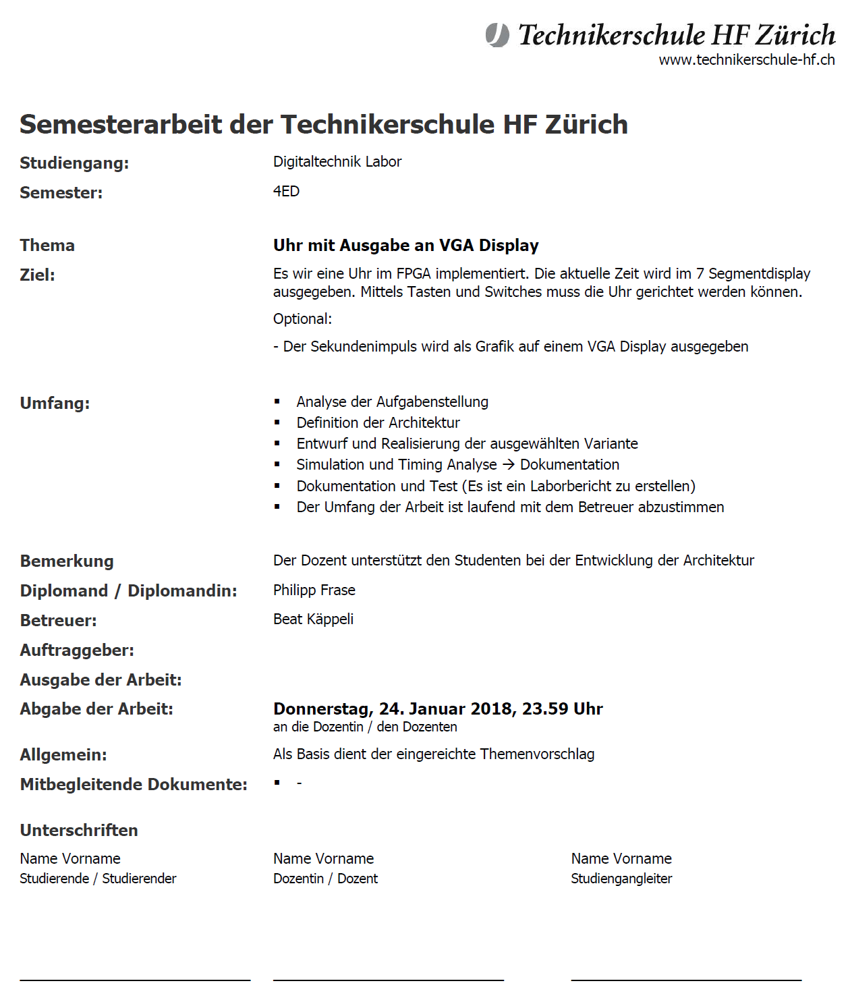 Technikerschule HF Zürich
www.technikerschule-hf.ch
Semesterarbeit der Technikerschule HF Zürich
Studiengang: Digitaltechnik Labor
Semester: 4ED
Thema Uhr mit Ausgabe an VGA Display
Ziel: Es wir eine Uhr im FPGA implementiert. Die aktuelle Zeit wird im 7 Segmentdisplay
ausgegeben. Mittels Tasten und Switches muss die Uhr gerichtet werden können.
Optional:
- Der Sekundenimpuls wird als Grafik auf einem VGA Display ausgegeben
Umfang: ▪ Analyse der Aufgabenstellung
▪ Definition der Architektur
▪ Entwurf und Realisierung der ausgewählten Variante
▪ Simulation und Timing Analyse → Dokumentation
▪ Dokumentation und Test (Es ist ein Laborbericht zu erstellen)
▪ Der Umfang der Arbeit ist laufend mit dem Betreuer abzustimmen
Bemerkung Der Dozent unterstützt den Studenten bei der Entwicklung der Architektur
Diplomand / Diplomandin: Philipp Frase
Betreuer: Beat Käppeli
Auftraggeber:
Ausgabe der Arbeit:
Abgabe der Arbeit: Donnerstag, 24. Januar 2018, 23.59 Uhr
an die Dozentin / den Dozenten
Allgemein: Als Basis dient der eingereichte Themenvorschlag
Mitbegleitende Dokumente: ▪ -
Unterschriften
Name Vorname Name Vorname Name Vorname
Studierende / Studierender Dozentin / Dozent Studiengangleiter